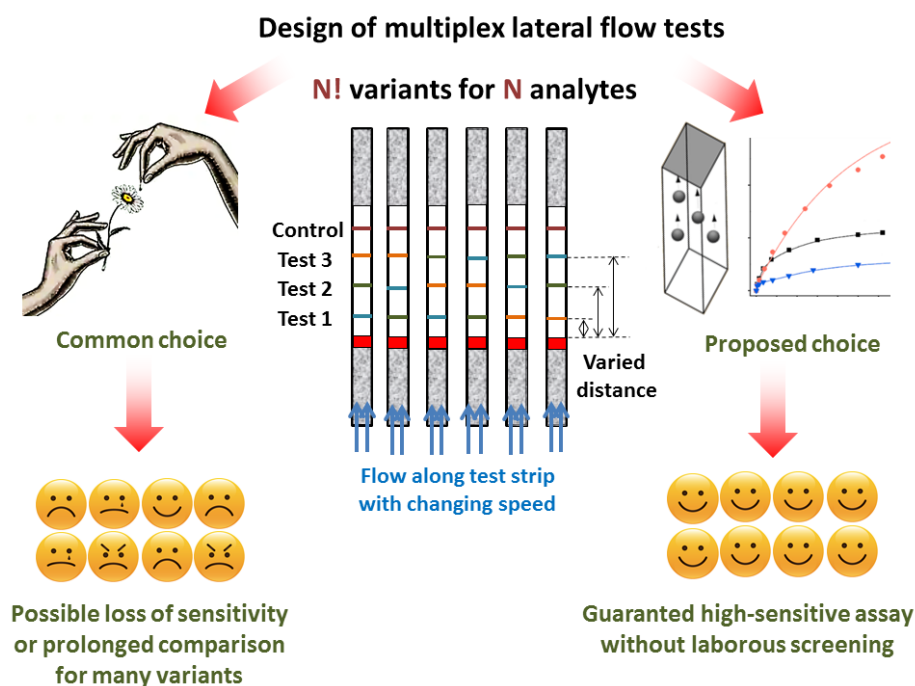 Design of multiplex lateral flow tests
N! variants for N analytes
Control
Test 3
Test 2
Test 1
Varied
distance
Flow along test strip
with changing speed
Common choice
Possible loss of sensitivity
or prolonged comparison
for many variants
Proposed choice
Guaranted high-sensitive assay
without laborous screening